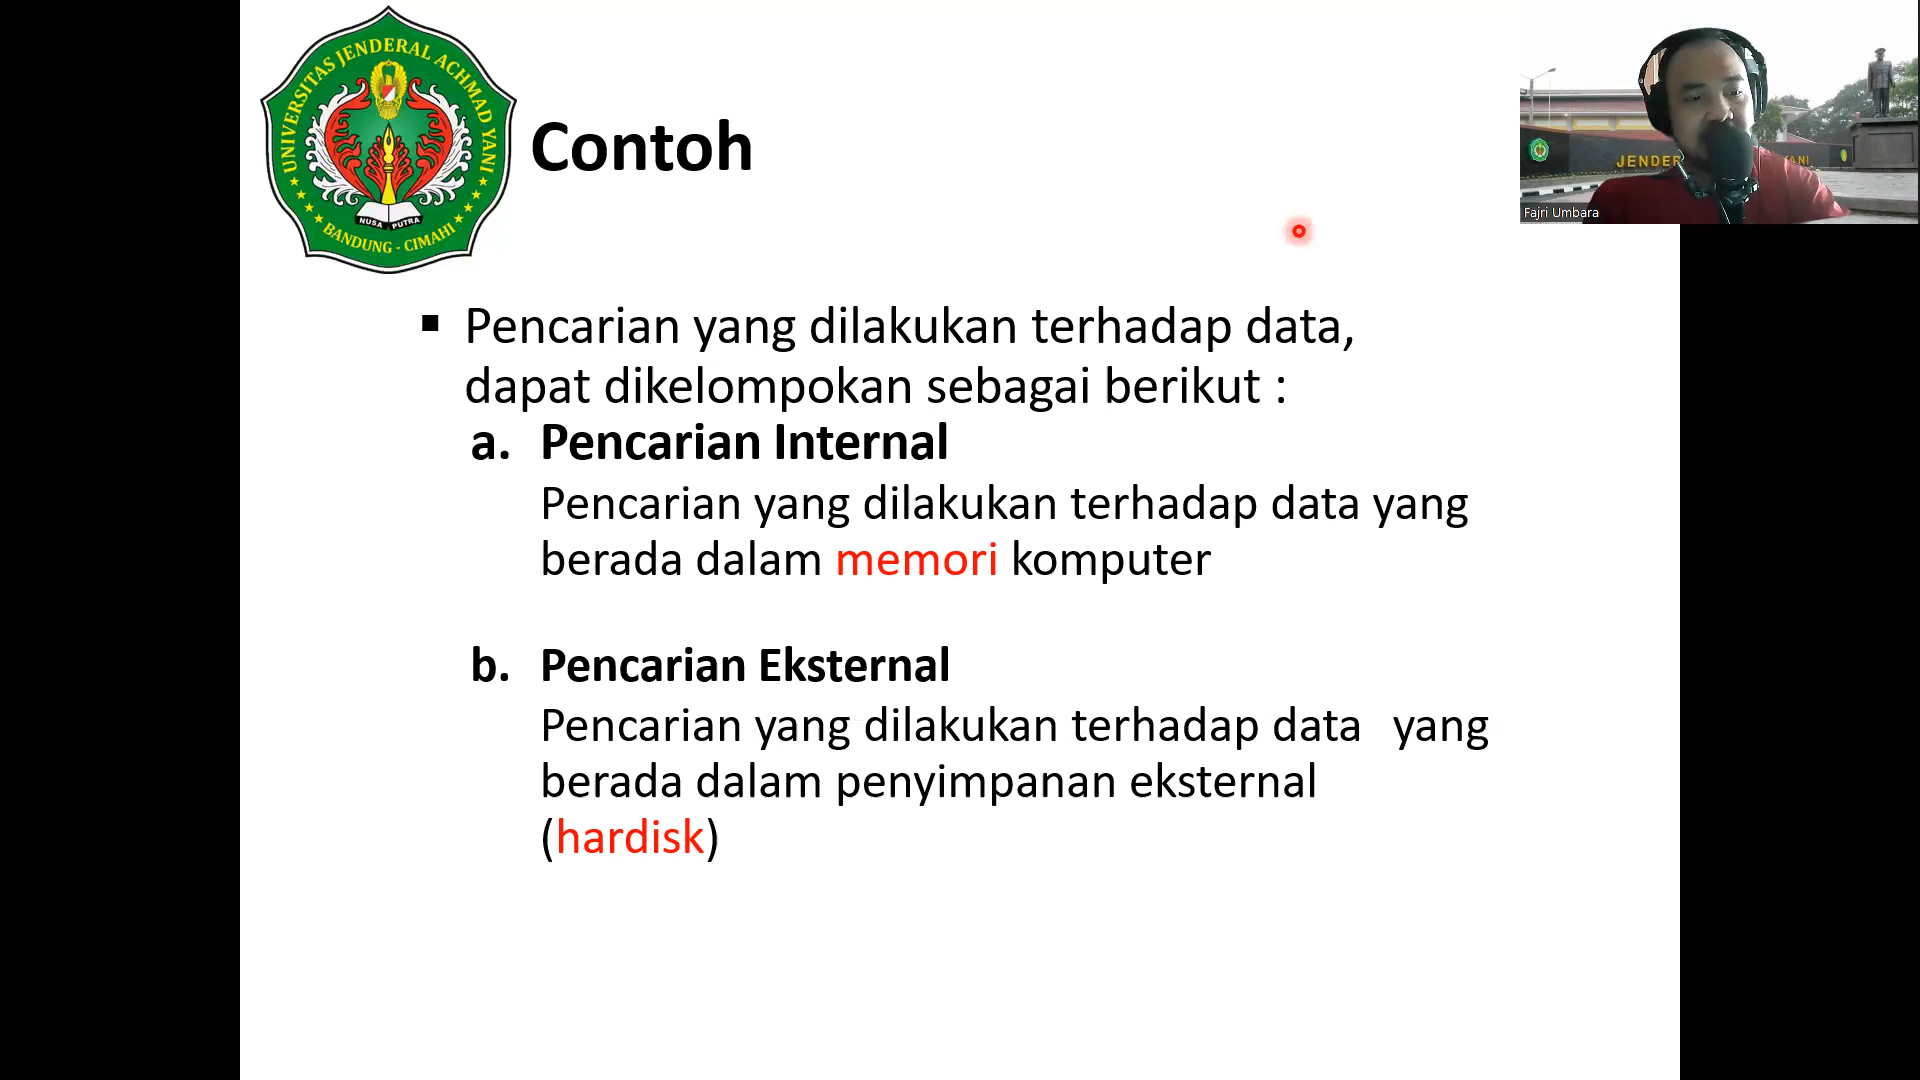 UNIVERSITAS JENDERAL ACHMAD YANI
NUSA PUTRA
BANDUNG - CIMAHI
Contoh
JENDER
ANI
Fajri Umbara
▪ Pencarian yang dilakukan terhadap data,
dapat dikelompokan sebagai berikut :
a. Pencarian Internal
Pencarian yang dilakukan terhadap data yang
berada dalam memori komputer
b. Pencarian Eksternal
Pencarian yang dilakukan terhadap data yang
berada dalam penyimpanan eksternal
(hardisk)